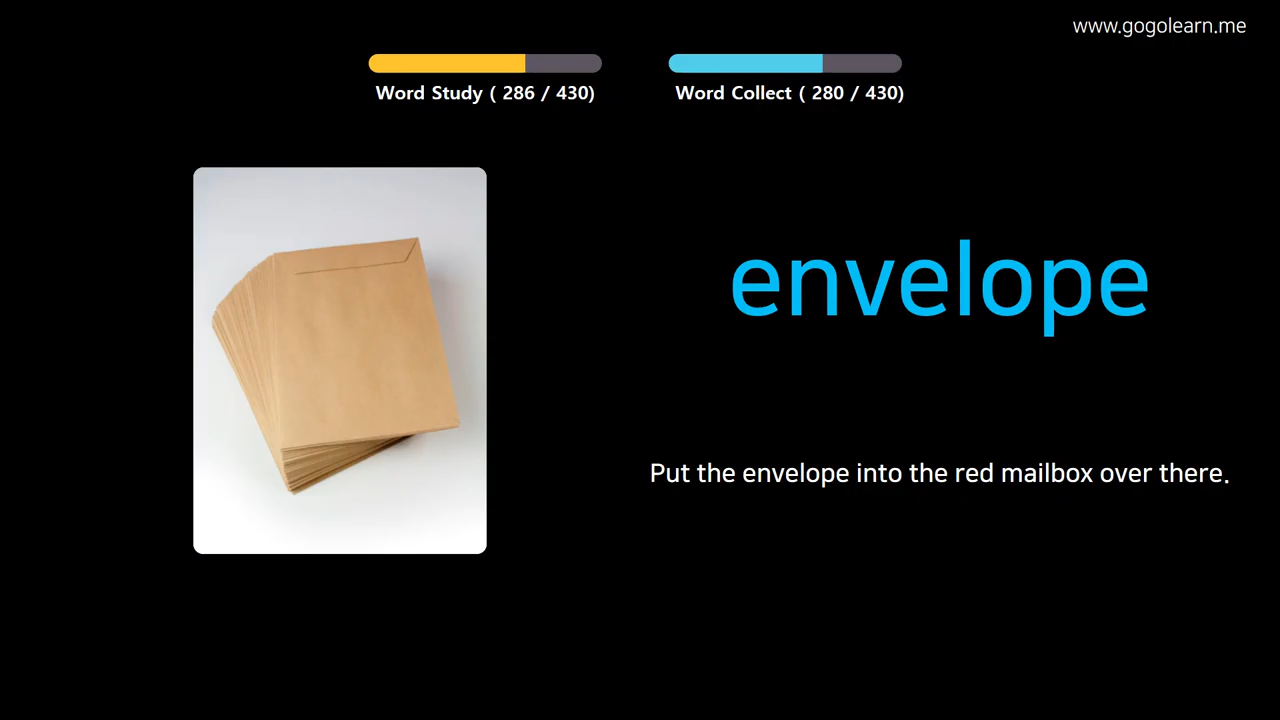 www.gogolearn.me
Word Study ( 286 / 430)
Word Collect ( 280 / 430)
envelope
Put the envelope into the red mailbox over there.